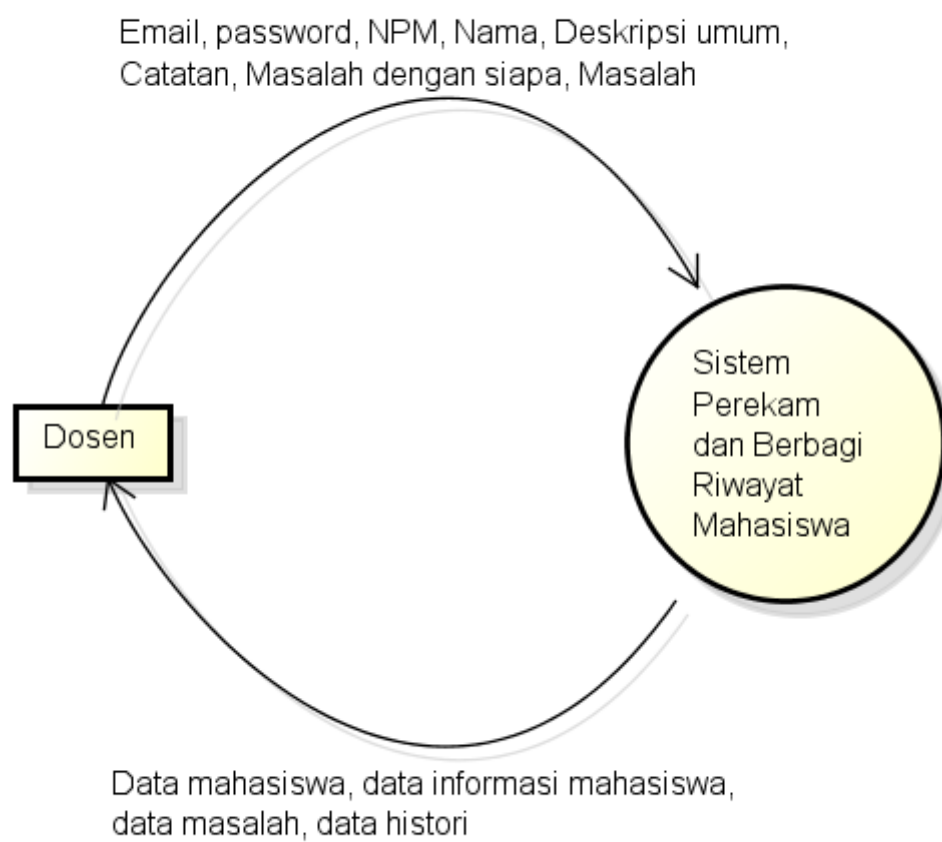 Email, password, NPM, Nama, Deskripsi umum,
Catatan, Masalah dengan siapa, Masalah
Dosen
Sistem
Perekam
dan Berbagi
Riwayat
Mahasiswa
Data mahasiswa, data informasi mahasiswa,
data masalah, data histori